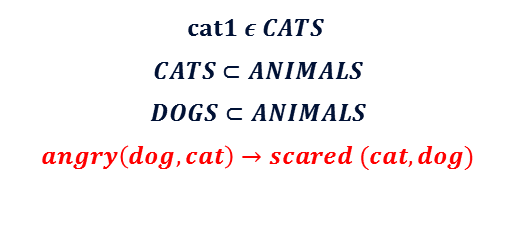 cat1 ϵ CATS
CATS ⊂ ANIMALS
DOGS ⊂ ANIMALS
angry(dog, cat) → scared (cat, dog)